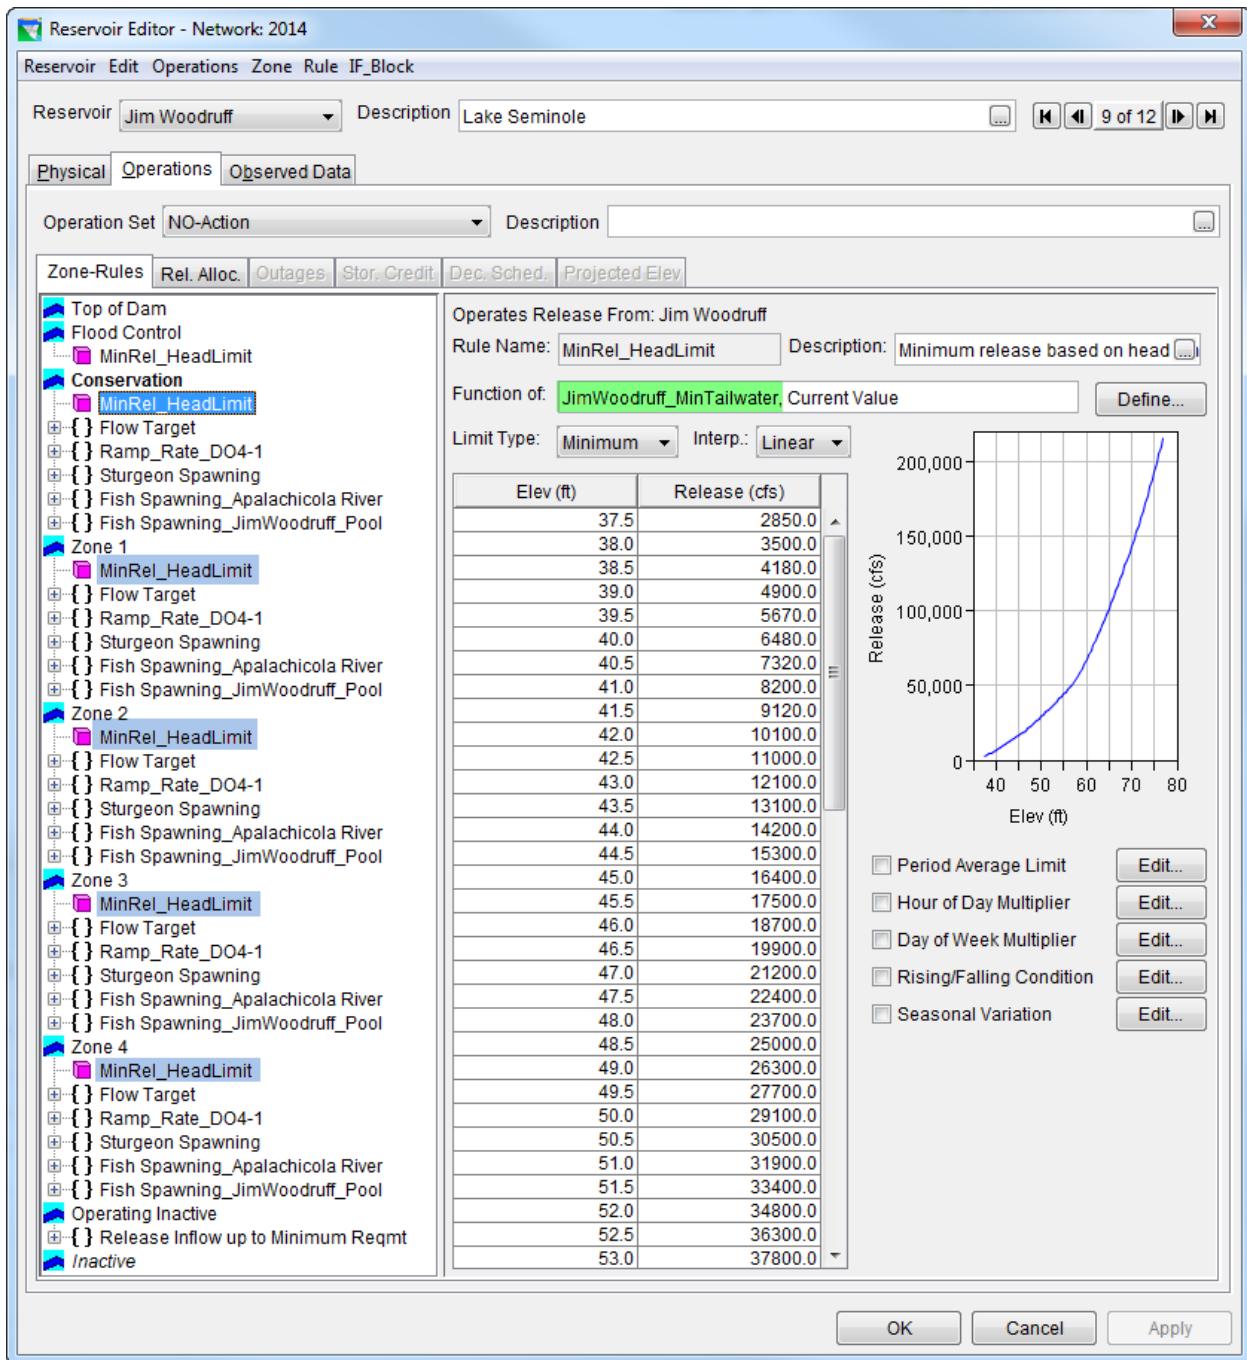 Reservoir Editor - Network: 2014
Reservoir Edit Operations Zone Rule IF_Block
Reservoir Jim Woodruff Description Lake Seminole ... 9 of 12
Physical Operations Observed Data
Operation Set NO-Action Description ...
Zone-Rules Rel. Alloc. Outages Stor. Credit Dec. Sched. Projected Elev
Top of Dam
Flood Control
MinRel_HeadLimit
Conservation
MinRel_HeadLimit
{ } Flow Target
{ } Ramp_Rate_DO4-1
{ } Sturgeon Spawning
{ } Fish Spawning_Apalachicola River
{ } Fish Spawning_JimWoodruff_Pool
Zone 1
MinRel_HeadLimit
{ } Flow Target
{ } Ramp_Rate_DO4-1
{ } Sturgeon Spawning
{ } Fish Spawning_Apalachicola River
{ } Fish Spawning_JimWoodruff_Pool
Zone 2
MinRel_HeadLimit
{ } Flow Target
{ } Ramp_Rate_DO4-1
{ } Sturgeon Spawning
{ } Fish Spawning_Apalachicola River
{ } Fish Spawning_JimWoodruff_Pool
Zone 3
MinRel_HeadLimit
{ } Flow Target
{ } Ramp_Rate_DO4-1
{ } Sturgeon Spawning
{ } Fish Spawning_Apalachicola River
{ } Fish Spawning_JimWoodruff_Pool
Zone 4
MinRel_HeadLimit
{ } Flow Target
{ } Ramp_Rate_DO4-1
{ } Sturgeon Spawning
{ } Fish Spawning_Apalachicola River
{ } Fish Spawning_JimWoodruff_Pool
Operating Inactive
{ } Release Inflow up to Minimum Reqmt
Inactive
Operates Release From: Jim Woodruff
Rule Name: MinRel_HeadLimit Description: Minimum release based on head ...
Function of: JimWoodruff_MinTailwater, Current Value Define...
Limit Type: Minimum Interp.: Linear
Elev (ft) Release (cfs)
37.5 2850.0
38.0 3500.0
38.5 4180.0
39.0 4900.0
39.5 5670.0
40.0 6480.0
40.5 7320.0
41.0 8200.0
41.5 9120.0
42.0 10100.0
42.5 11000.0
43.0 12100.0
43.5 13100.0
44.0 14200.0
44.5 15300.0
45.0 16400.0
45.5 17500.0
46.0 18700.0
46.5 19900.0
47.0 21200.0
47.5 22400.0
48.0 23700.0
48.5 25000.0
49.0 26300.0
49.5 27700.0
50.0 29100.0
50.5 30500.0
51.0 31900.0
51.5 33400.0
52.0 34800.0
52.5 36300.0
53.0 37800.0
200,000
150,000
100,000
50,000
0
Release (cfs)
40 50 60 70 80
Elev (ft)
Period Average Limit Edit...
Hour of Day Multiplier Edit...
Day of Week Multiplier Edit...
Rising/Falling Condition Edit...
Seasonal Variation Edit...
OK Cancel Apply